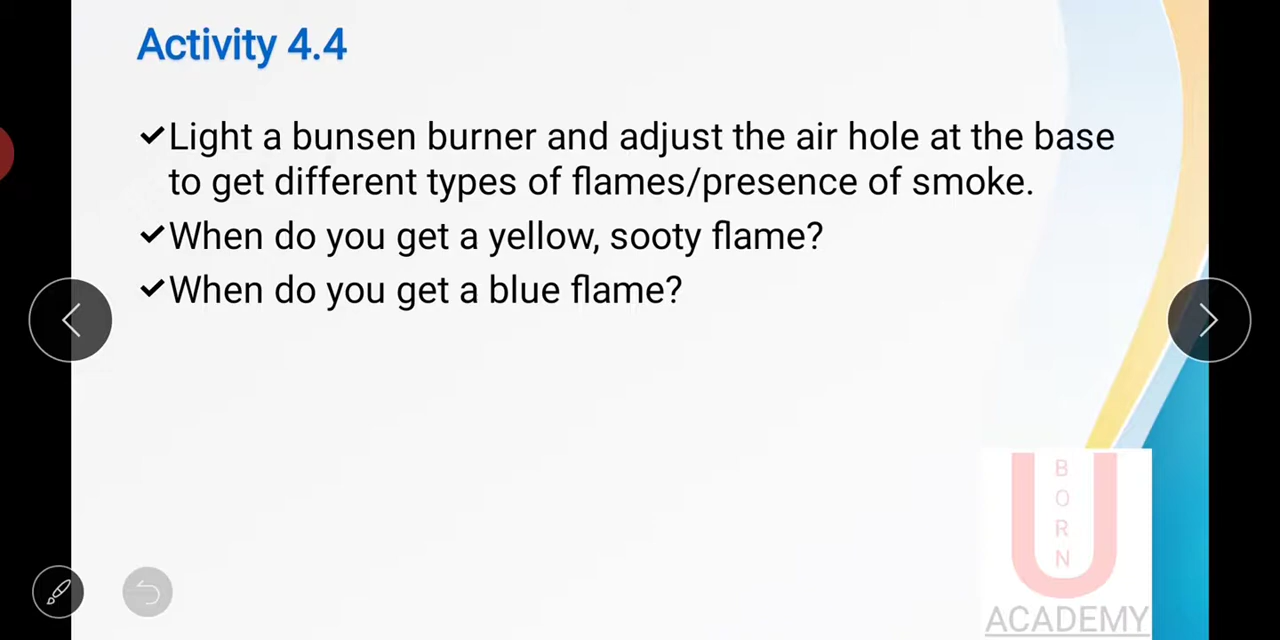 Activity 4.4
✔Light a bunsen burner and adjust the air hole at the base
to get different types of flames/presence of smoke.
✔When do you get a yellow, sooty flame?
✔When do you get a blue flame?
U
B
O
R
N
ACADEMY